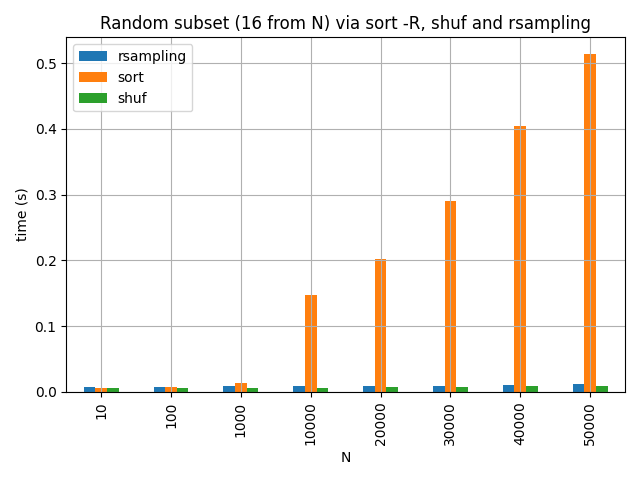 Random subset (16 from N) via sort -R, shuf and rsampling
rsampling
sort
shuf
time (s)
0.5
0.4
0.3
0.2
0.1
0.0
10
100
1000
10000
20000
30000
40000
50000
N